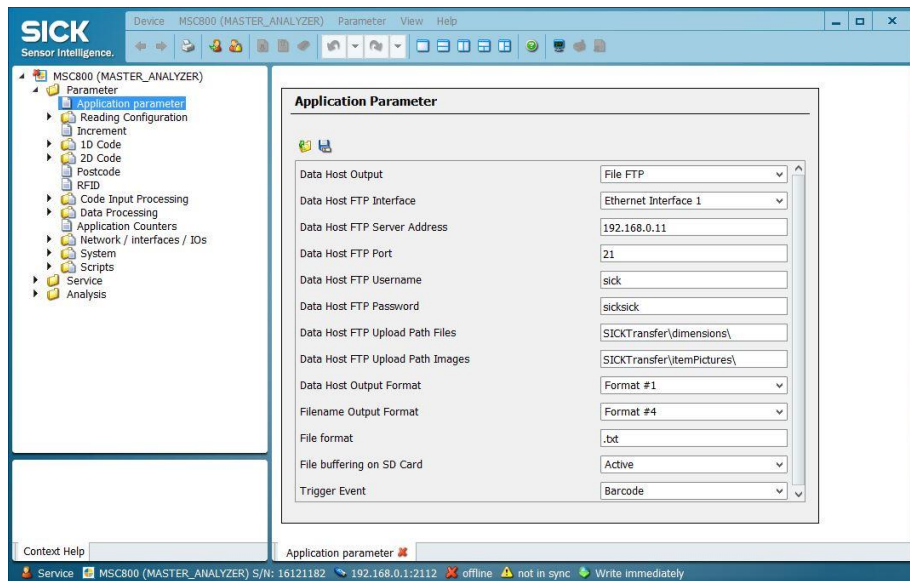 SICK
Sensor Intelligence.
Device MSC800 (MASTER_ANALYZER) Parameter View Help
MSC800 (MASTER_ANALYZER)
Parameter
Application parameter
Reading Configuration
Increment
1D Code
2D Code
Postcode
RFID
Code Input Processing
Data Processing
Application Counters
Network / interfaces / IOs
System
Scripts
Service
Analysis
Context Help
Application Parameter
Data Host Output File FTP
Data Host FTP Interface Ethernet Interface 1
Data Host FTP Server Address 192.168.0.11
Data Host FTP Port 21
Data Host FTP Username sick
Data Host FTP Password sicksick
Data Host FTP Upload Path Files SICKTransfer\dimensions\
Data Host FTP Upload Path Images SICKTransfer\itemPictures\
Data Host Output Format Format #1
Filename Output Format Format #4
File format .txt
File buffering on SD Card Active
Trigger Event Barcode
Application parameter
Service MSC800 (MASTER_ANALYZER) S/N: 16121182 192.168.0.1:2112 offline not in sync Write immediately